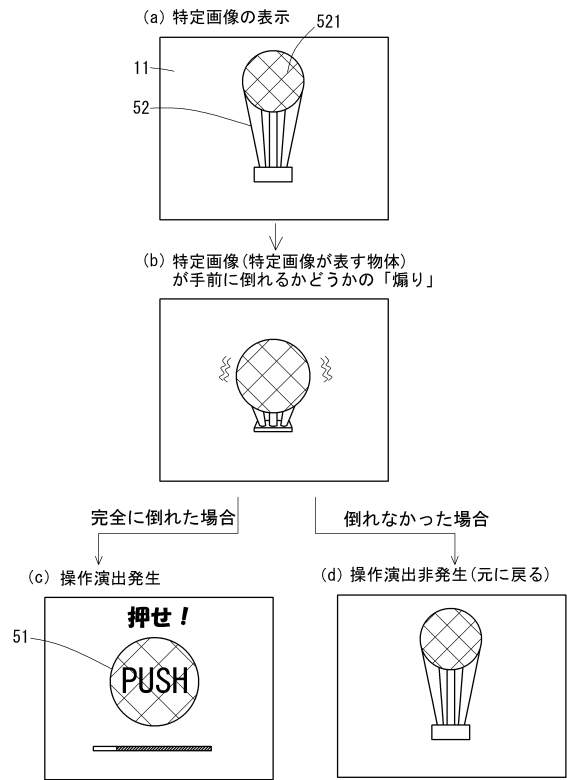 (a) 特定画像の表示
521
11
52
(b) 特定画像(特定画像が表す物体)
が手前に倒れるかどうかの「煽り」
完全に倒れた場合
倒れなかった場合
(c) 操作演出発生
(d) 操作演出非発生(元に戻る)
押せ！
51
PUSH